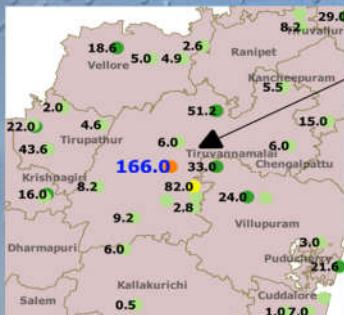 29.0
8.2 Tiruvallur
18.6
2.6
Ranipet
Vellore 5.0 4.9
Kancheepuram
5.5
2.0
51.2
22.0
4.6
15.0
Tirupathur
6.0
43.6
Tiruvannamalai
6.0
166.0
33.0
Chengalpattu
Krishnagiri
16.0
8.2
82.0
24.0
2.8
9.2
Villupuram
Dharmapuri
6.0
3.0
Puducherry
21.6
Kallakurichi
Salem
Cuddalore
0.5
1.0 7.0